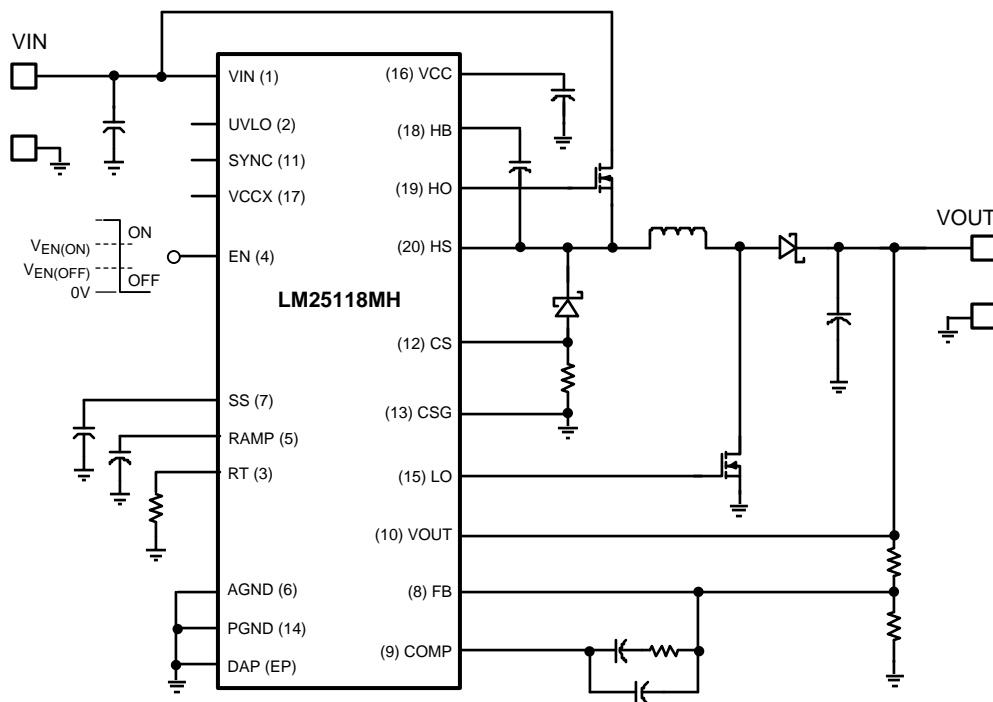 VIN
VIN (1)
UVLO (2)
SYNC (11)
VCCX (17)
ON
VEN(ON)
VEN(OFF)
OFF
0V
EN (4)
LM25118MH
SS (7)
RAMP (5)
RT (3)
AGND (6)
PGND (14)
DAP (EP)
(16) VCC
(18) HB
(19) HO
(20) HS
(12) CS
(13) CSG
(15) LO
(10) VOUT
(8) FB
(9) COMP
VOUT